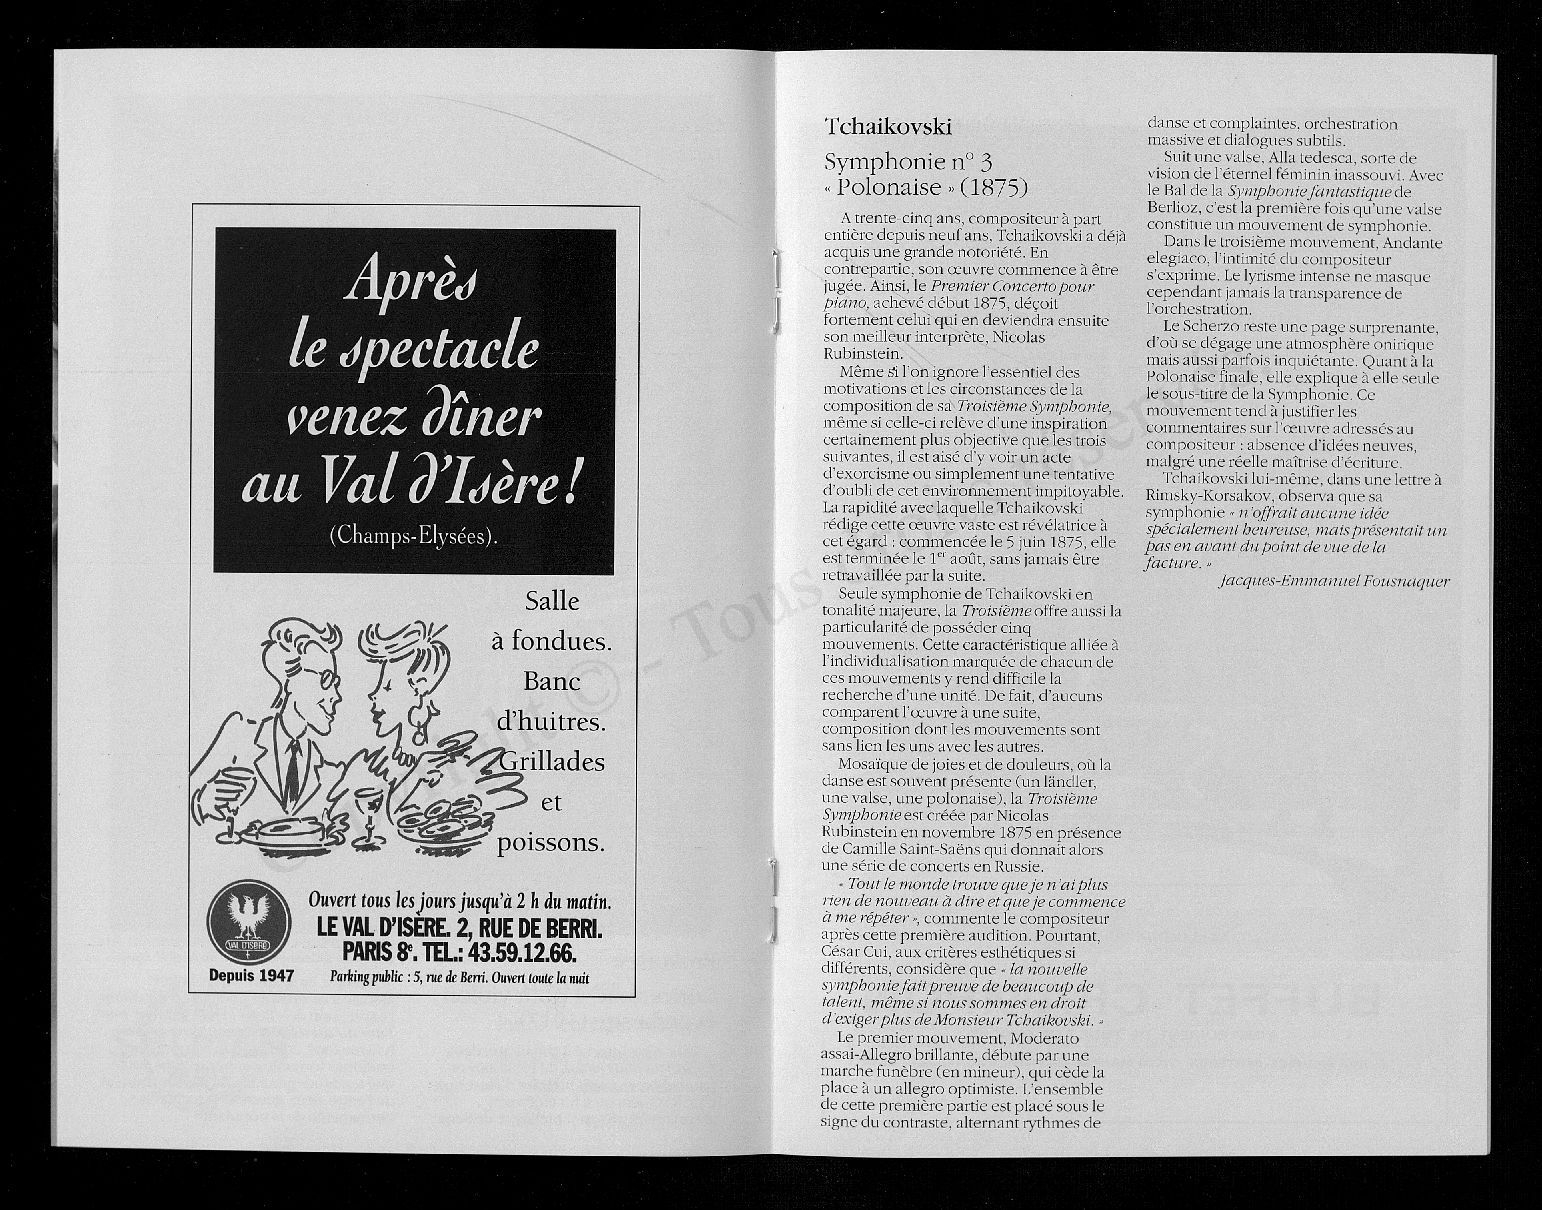 Après
le spectacle
venez dîner
au Val d'Isère!
(Champs-Elysées).
Salle
à fondues.
Banc
d'huitres.
Grillades
et
poissons.
VAL D'ISERE
Depuis 1947
Ouvert tous les jours jusqu'à 2 h du matin.
LE VAL D'ISÈRE. 2, RUE DE BERRI.
PARIS 8e. TEL.: 43.59.12.66.
Parking public : 5, rue de Berri. Ouvert toute la nuit
Tchaikovski
Symphonie n° 3
« Polonaise » (1875)
A trente-cinq ans, compositeur à part
entière depuis neuf ans, Tchaikovski a déjà
acquis une grande notoriété. En
contrepartie, son œuvre commence à être
jugée. Ainsi, le Premier Concerto pour
piano, achevé début 1875, déçoit
fortement celui qui en deviendra ensuite
son meilleur interprète, Nicolas
Rubinstein.
Même si l'on ignore l'essentiel des
motivations et les circonstances de la
composition de sa Troisième Symphonie,
même si celle-ci relève d'une inspiration
certainement plus objective que les trois
suivantes, il est aisé d'y voir un acte
d'exorcisme ou simplement une tentative
d'oubli de cet environnement impitoyable.
La rapidité avec laquelle Tchaikovski
rédige cette œuvre vaste est révélatrice à
cet égard : commencée le 5 juin 1875, elle
est terminée le 1er août, sans jamais être
retravaillée par la suite.
Seule symphonie de Tchaikovski en
tonalité majeure, la Troisième offre aussi la
particularité de posséder cinq
mouvements. Cette caractéristique alliée à
l'individualisation marquée de chacun de
ces mouvements y rend difficile la
recherche d'une unité. De fait, d'aucuns
comparent l'œuvre à une suite,
composition dont les mouvements sont
sans lien les uns avec les autres.
Mosaïque de joies et de douleurs, où la
danse est souvent présente (un ländler,
une valse, une polonaise), la Troisième
Symphonie est créée par Nicolas
Rubinstein en novembre 1875 en présence
de Camille Saint-Saëns qui donnait alors
une série de concerts en Russie.
« Tout le monde trouve que je n'ai plus
rien de nouveau à dire et que je commence
à me répéter », commente le compositeur
après cette première audition. Pourtant,
César Cui, aux critères esthétiques si
différents, considère que « la nouvelle
symphonie fait preuve de beaucoup de
talent, même si nous sommes en droit
d'exiger plus de Monsieur Tchaikovski. »
Le premier mouvement, Moderato
assai-Allegro brillante, débute par une
marche funèbre (en mineur), qui cède la
place à un allegro optimiste. L'ensemble
de cette première partie est placé sous le
signe du contraste, alternant rythmes de
danse et complaintes, orchestration
massive et dialogues subtils.
Suit une valse, Alla tedesca, sorte de
vision de l'éternel féminin inassouvi. Avec
le Bal de la Symphonie fantastique de
Berlioz, c'est la première fois qu'une valse
constitue un mouvement de symphonie.
Dans le troisième mouvement, Andante
elegiaco, l'intimité du compositeur
s'exprime. Le lyrisme intense ne masque
cependant jamais la transparence de
l'orchestration.
Le Scherzo reste une page surprenante,
d'où se dégage une atmosphère onirique
mais aussi parfois inquiétante. Quant à la
Polonaise finale, elle explique à elle seule
le sous-titre de la Symphonie. Ce
mouvement tend à justifier les
commentaires sur l'œuvre adressés au
compositeur : absence d'idées neuves,
malgré une réelle maîtrise d'écriture.
Tchaikovski lui-même, dans une lettre à
Rimsky-Korsakov, observa que sa
symphonie « n'offrait aucune idée
spécialement heureuse, mais présentait un
pas en avant du point de vue de la
facture. »
Jacques-Emmanuel Fousnaquer